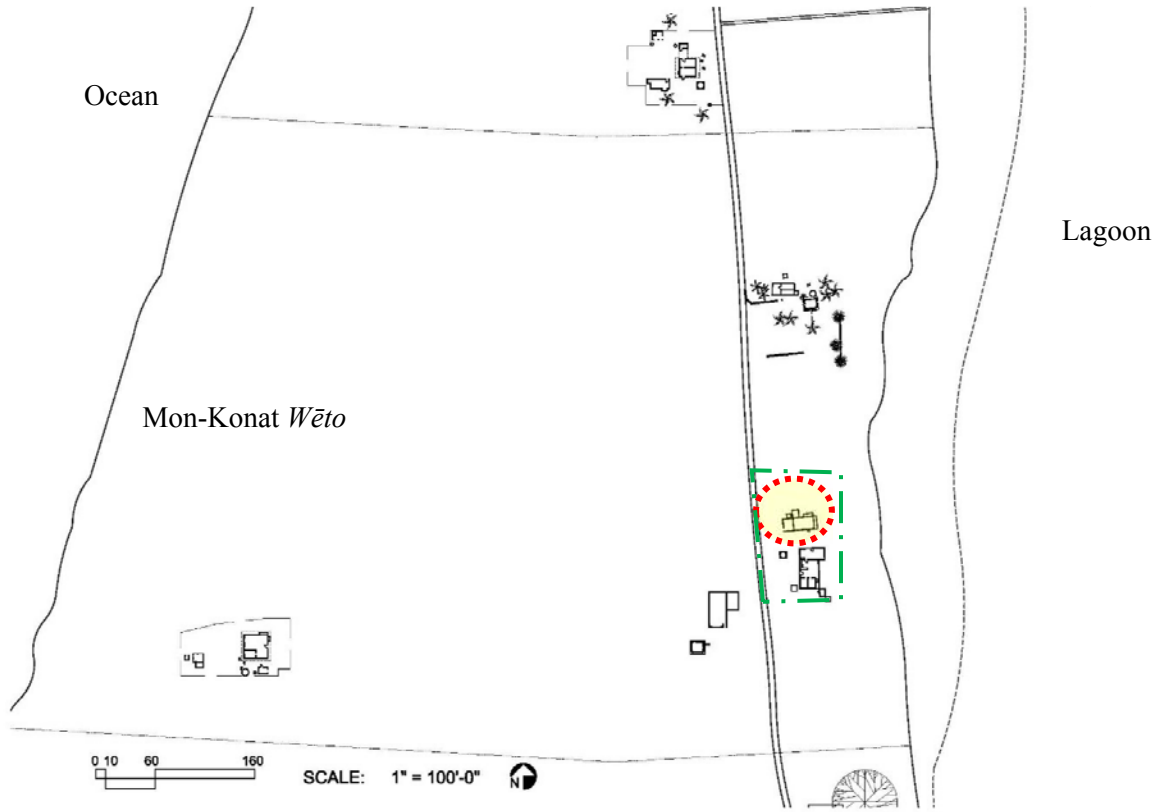 Ocean
Lagoon
Mon-Konat Wēto
0 10 60 160
SCALE: 1" = 100'-0"
N